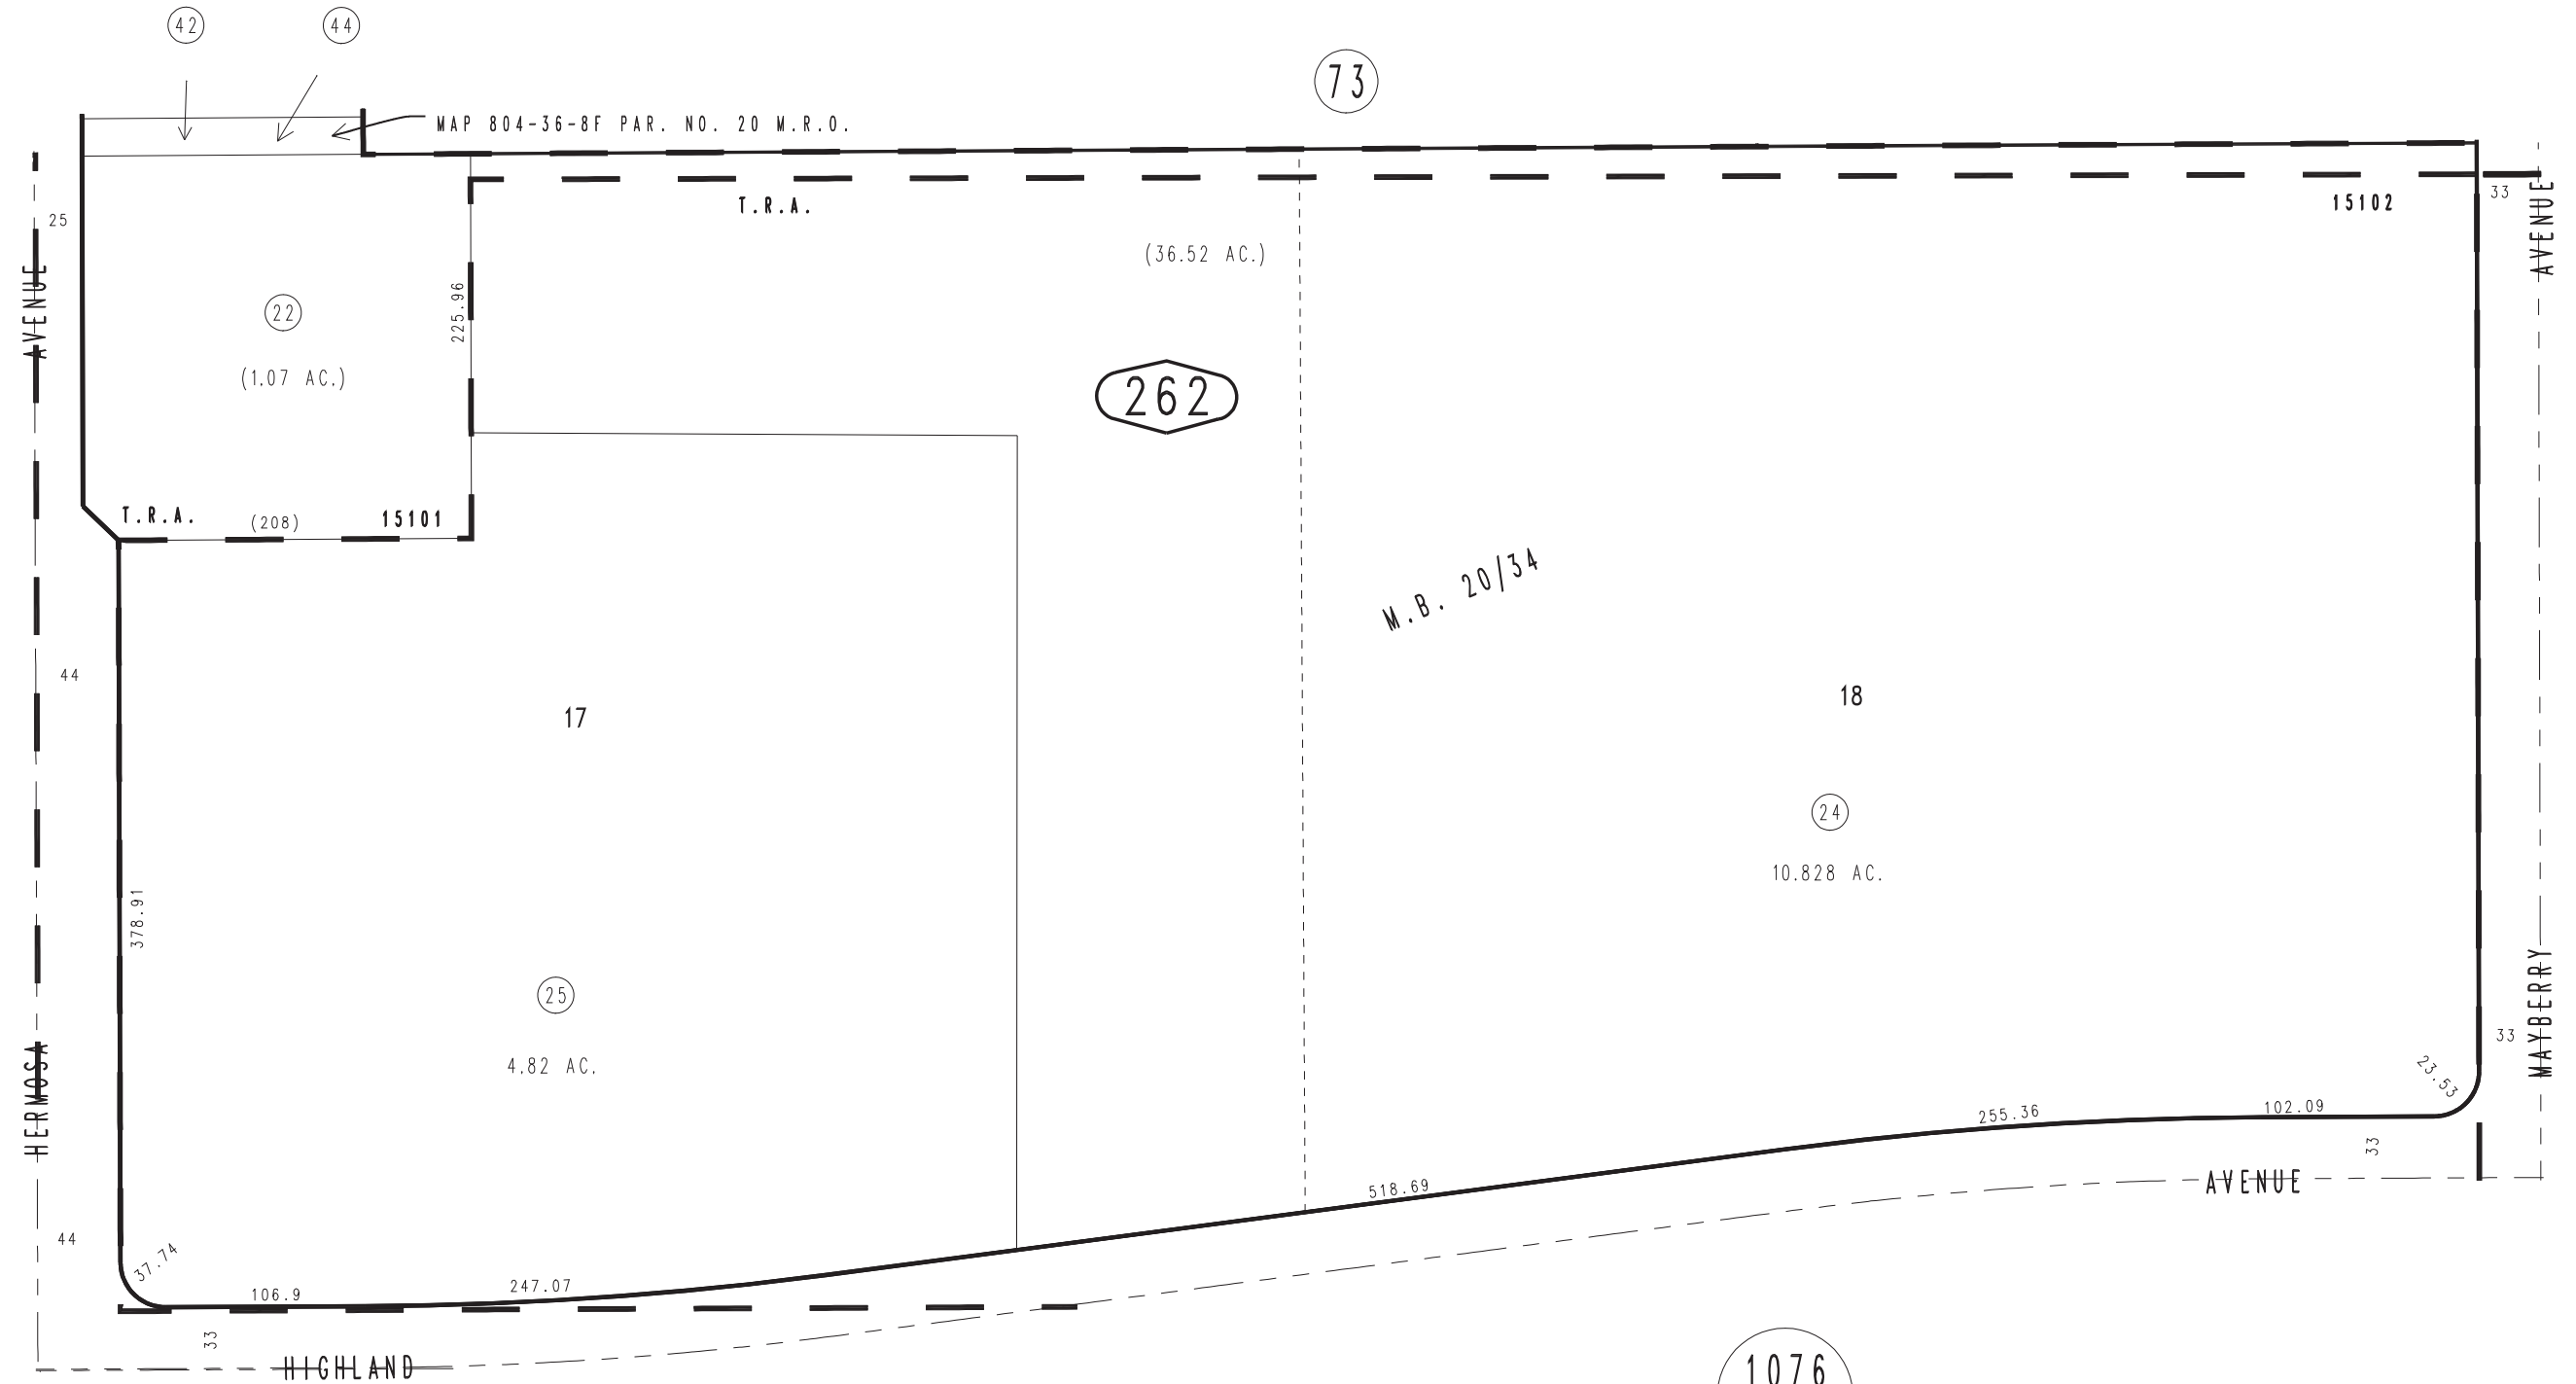 42
44
73
MAP 804-36-8F PAR. NO. 20 M.R.O.
33
T.R.A.
15102
25
AVENUE
AVENUE
(36.52 AC.)
22
225.96
(1.07 AC.)
262
T.R.A.
(208)
15101
M.B. 20/34
44
17
18
24
10.828 AC.
378.91
25
4.82 AC.
HERMOSA
MAYBERRY
33
23.53
255.36
102.09
33
518.69
AVENUE
44
37.74
106.9
247.07
33
HIGHLAND
1076